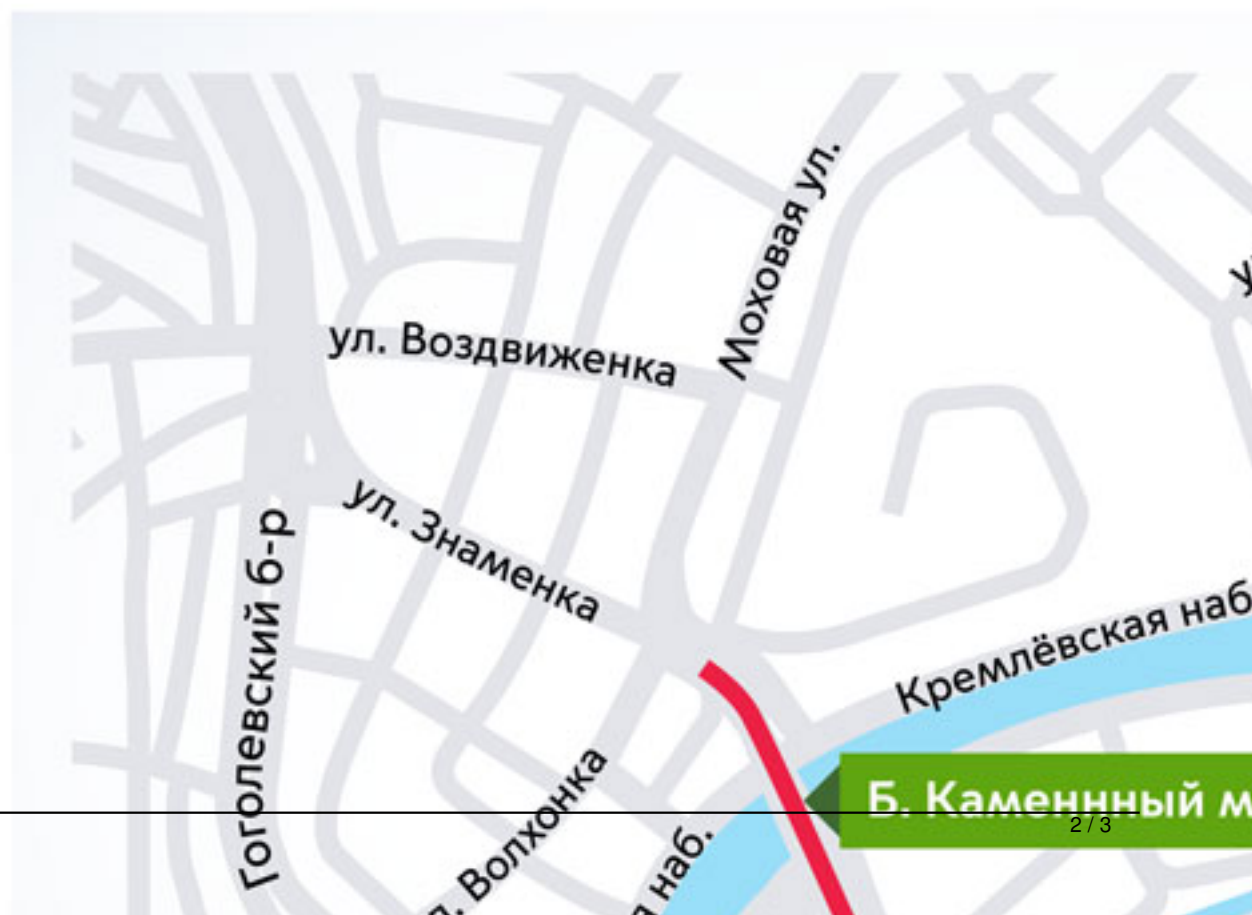 Моховая ул.
ул. Воздвиженка
ул. Знаменка
Гоголевский б-р
Кремлёвская наб
Б. Каменнный м
2 / 3
Волхонка
наб.